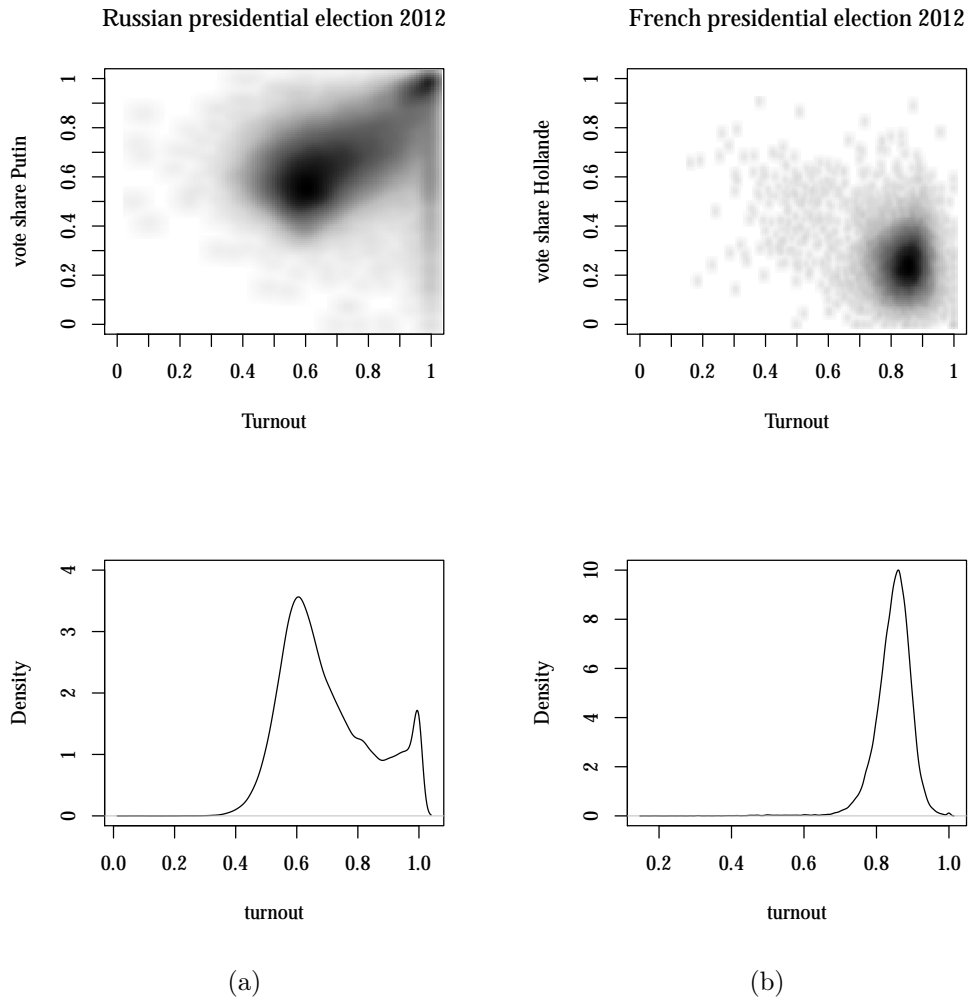 Russian presidential election 2012
French presidential election 2012
vote share Putin
0 0.2 0.4 0.6 0.8 1
0 0.2 0.4 0.6 0.8 1
Turnout
vote share Hollande
0 0.2 0.4 0.6 0.8 1
0 0.2 0.4 0.6 0.8 1
Turnout
Density
0 1 2 3 4
0.0 0.2 0.4 0.6 0.8 1.0
turnout
Density
0 2 4 6 8 10
0.2 0.4 0.6 0.8 1.0
turnout
(a)
(b)